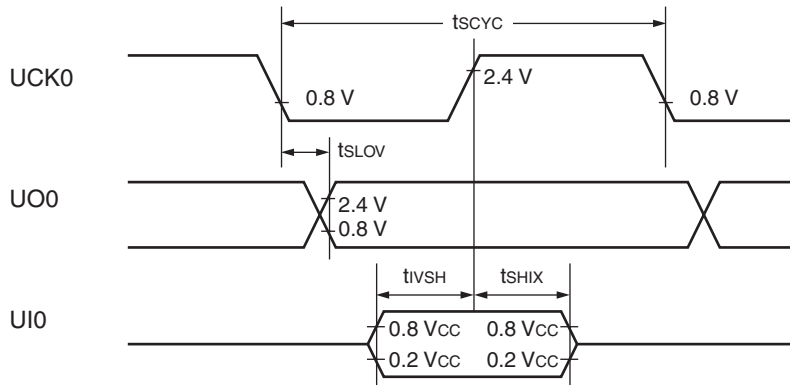 tSCYC
UCK0
0.8 V
2.4 V
0.8 V
tSLOV
UO0
2.4 V
0.8 V
tIVSH
tSHIX
UI0
0.8 VCC
0.8 VCC
0.2 VCC
0.2 VCC